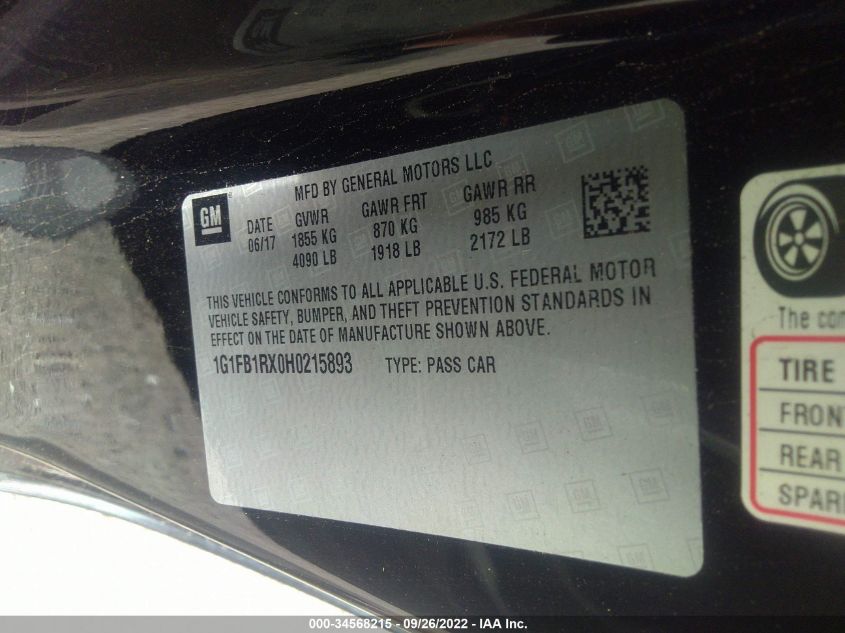 GM
MFD BY GENERAL MOTORS LLC
DATE GVWR GAWR FRT GAWR RR
06/17 1855 KG 870 KG 985 KG
4090 LB 1918 LB 2172 LB
THIS VEHICLE CONFORMS TO ALL APPLICABLE U.S. FEDERAL MOTOR
VEHICLE SAFETY, BUMPER, AND THEFT PREVENTION STANDARDS IN
EFFECT ON THE DATE OF MANUFACTURE SHOWN ABOVE.
1G1FB1RX0H0215893 TYPE: PASS CAR
The com
TIRE
FRONT
REAR
SPARE
000-34568215 - 09/26/2022 - IAA Inc.